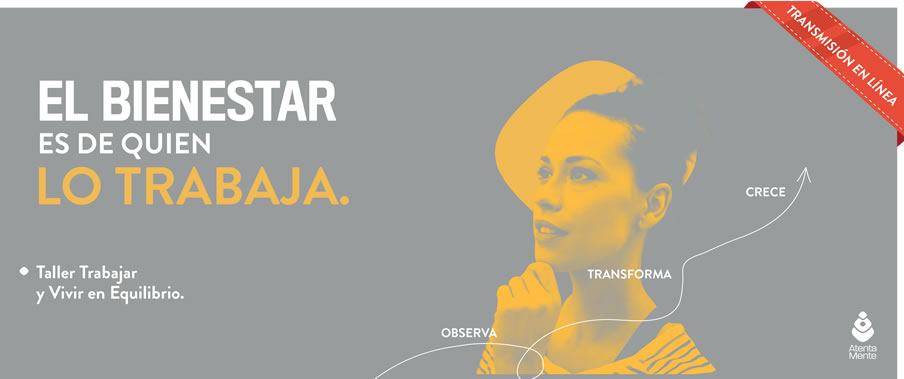 TRANSMISIÓN EN LÍNEA
EL BIENESTAR
ES DE QUIEN
LO TRABAJA.
CRECE
Taller Trabajar
y Vivir en Equilibrio.
TRANSFORMA
OBSERVA
Atenta
Mente